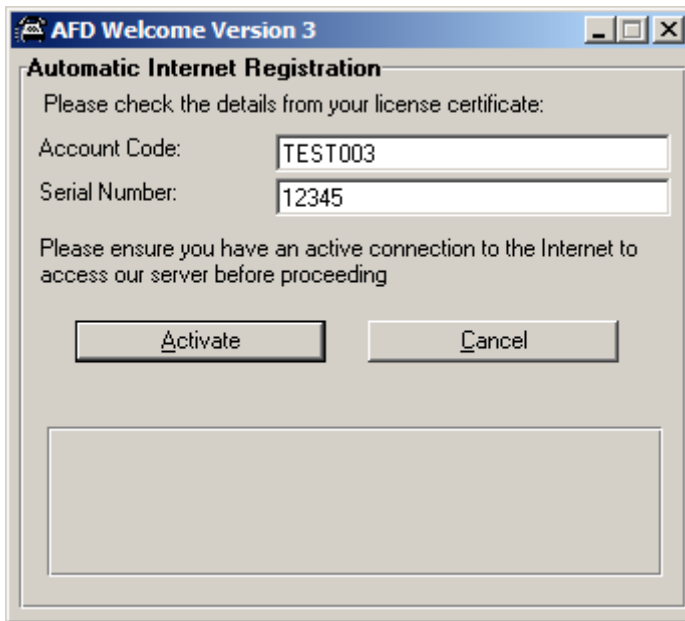 AFD Welcome Version 3
Automatic Internet Registration
Please check the details from your license certificate:
Account Code:
TEST003
Serial Number:
12345
Please ensure you have an active connection to the Internet to
access our server before proceeding
Activate
Cancel